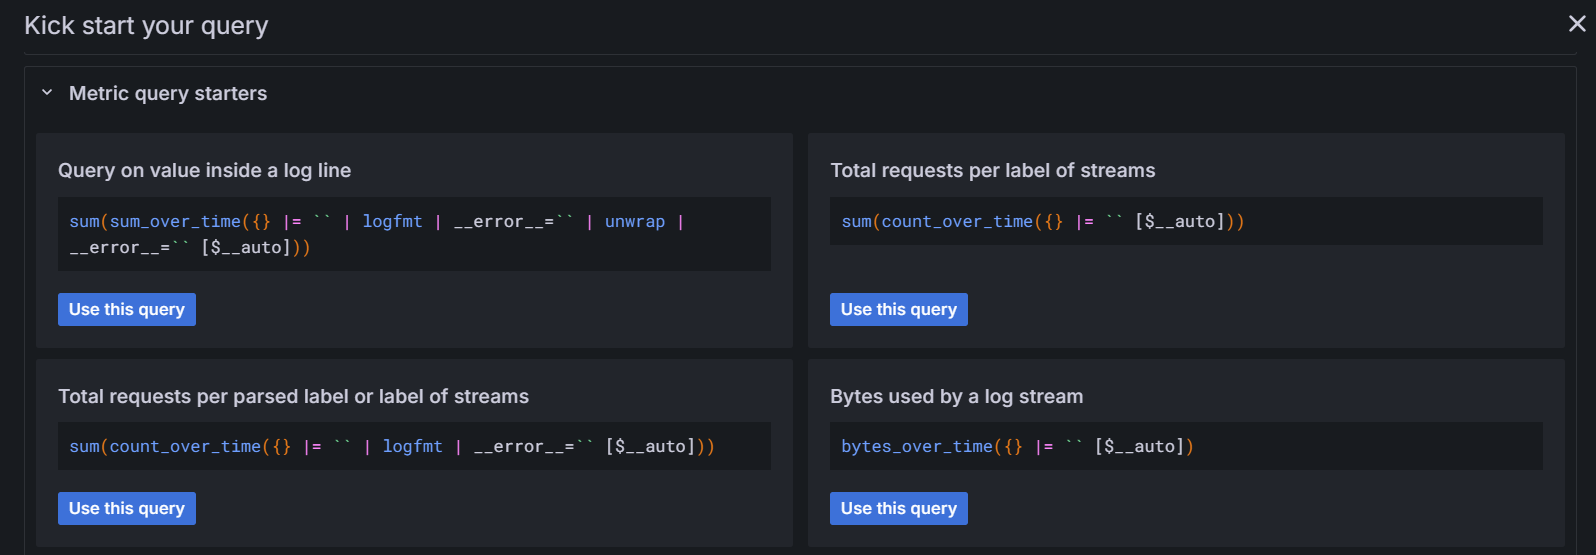 Kick start your query
Metric query starters
Query on value inside a log line
sum(sum_over_time({} |= `` | logfmt | __error__=`` | unwrap |
__error__=`` [$__auto]))
Use this query
Total requests per label of streams
sum(count_over_time({} |= `` [$__auto]))
Use this query
Total requests per parsed label or label of streams
sum(count_over_time({} |= `` | logfmt | __error__=`` [$__auto]))
Use this query
Bytes used by a log stream
bytes_over_time({} |= `` [$__auto])
Use this query